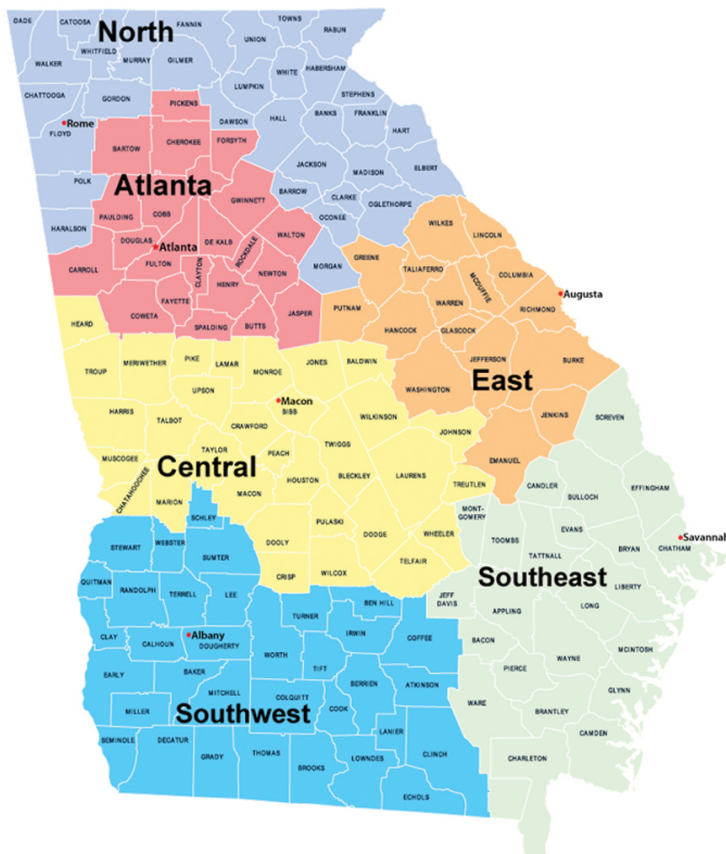 TOWNS
DADE
CATOOSA
FANNIN
RABUN
North
UNION
WHITFIELD
MURRAY
GILMER
WALKER
HABERSHAM
WHITE
LUMPKIN
STEPHENS
CHATTOOGA
GORDON
PICKENS
BANKS
FRANKLIN
DAWSON
HALL
Rome
FLOYD
HART
BARTOW
CHEROKEE
FORSYTH
JACKSON
ELBERT
MADISON
POLK
Atlanta
BARROW
CLARKE
GWINNETT
OGLETHORPE
PAULDING
COBB
OCONEE
WILKES
HARALSON
WALTON
LINCOLN
DOUGLAS
Atlanta
DE KALB
ROCKDALE
GREENE
FULTON
MORGAN
TALIAFERRO
CARROLL
CLAYTON
NEWTON
COLUMBIA
HENRY
MCDUFFIE
Augusta
FAYETTE
WARREN
PUTNAM
RICHMOND
COWETA
JASPER
HEARD
SPALDING
BUTTS
HANCOCK
GLASCOCK
PIKE
LAMAR
JONES
BALDWIN
JEFFERSON
BURKE
TROUP
MERIWETHER
MONROE
East
UPSON
WASHINGTON
Macon
BIBB
HARRIS
WILKINSON
JENKINS
SCREVEN
TALBOT
CRAWFORD
JOHNSON
TWIGGS
TAYLOR
PEACH
MUSCOGEE
Central
EMANUEL
CHATAHOOCHEE
HOUSTON
BLECKLEY
LAURENS
TREUTLEN
CANDLER
EFFINGHAM
MACON
BULLOCH
MARION
MONT-
GOMERY
SCHLEY
PULASKI
EVANS
DODGE
WHEELER
TOOMBS
Savannah
STEWART
WEBSTER
DOOLY
BRYAN
CHATHAM
SUMTER
TATTNALL
TELFAIR
CRISP
WILCOX
Southeast
QUITMAN
RANDOLPH
TERRELL
LEE
LIBERTY
JEFF
DAVIS
BEN HILL
LONG
TURNER
APPLING
CLAY
Albany
IRWIN
COFFEE
BACON
CALHOUN
DOUGHERTY
MCINTOSH
WORTH
WAYNE
TIFT
PIERCE
EARLY
BAKER
BERRIEN
ATKINSON
GLYNN
MITCHELL
COLQUITT
WARE
MILLER
COOK
BRANTLEY
Southwest
LANIER
CAMDEN
SEMINOLE
DECATUR
CLINCH
GRADY
THOMAS
LOWNDES
CHARLETON
BROOKS
ECHOLS